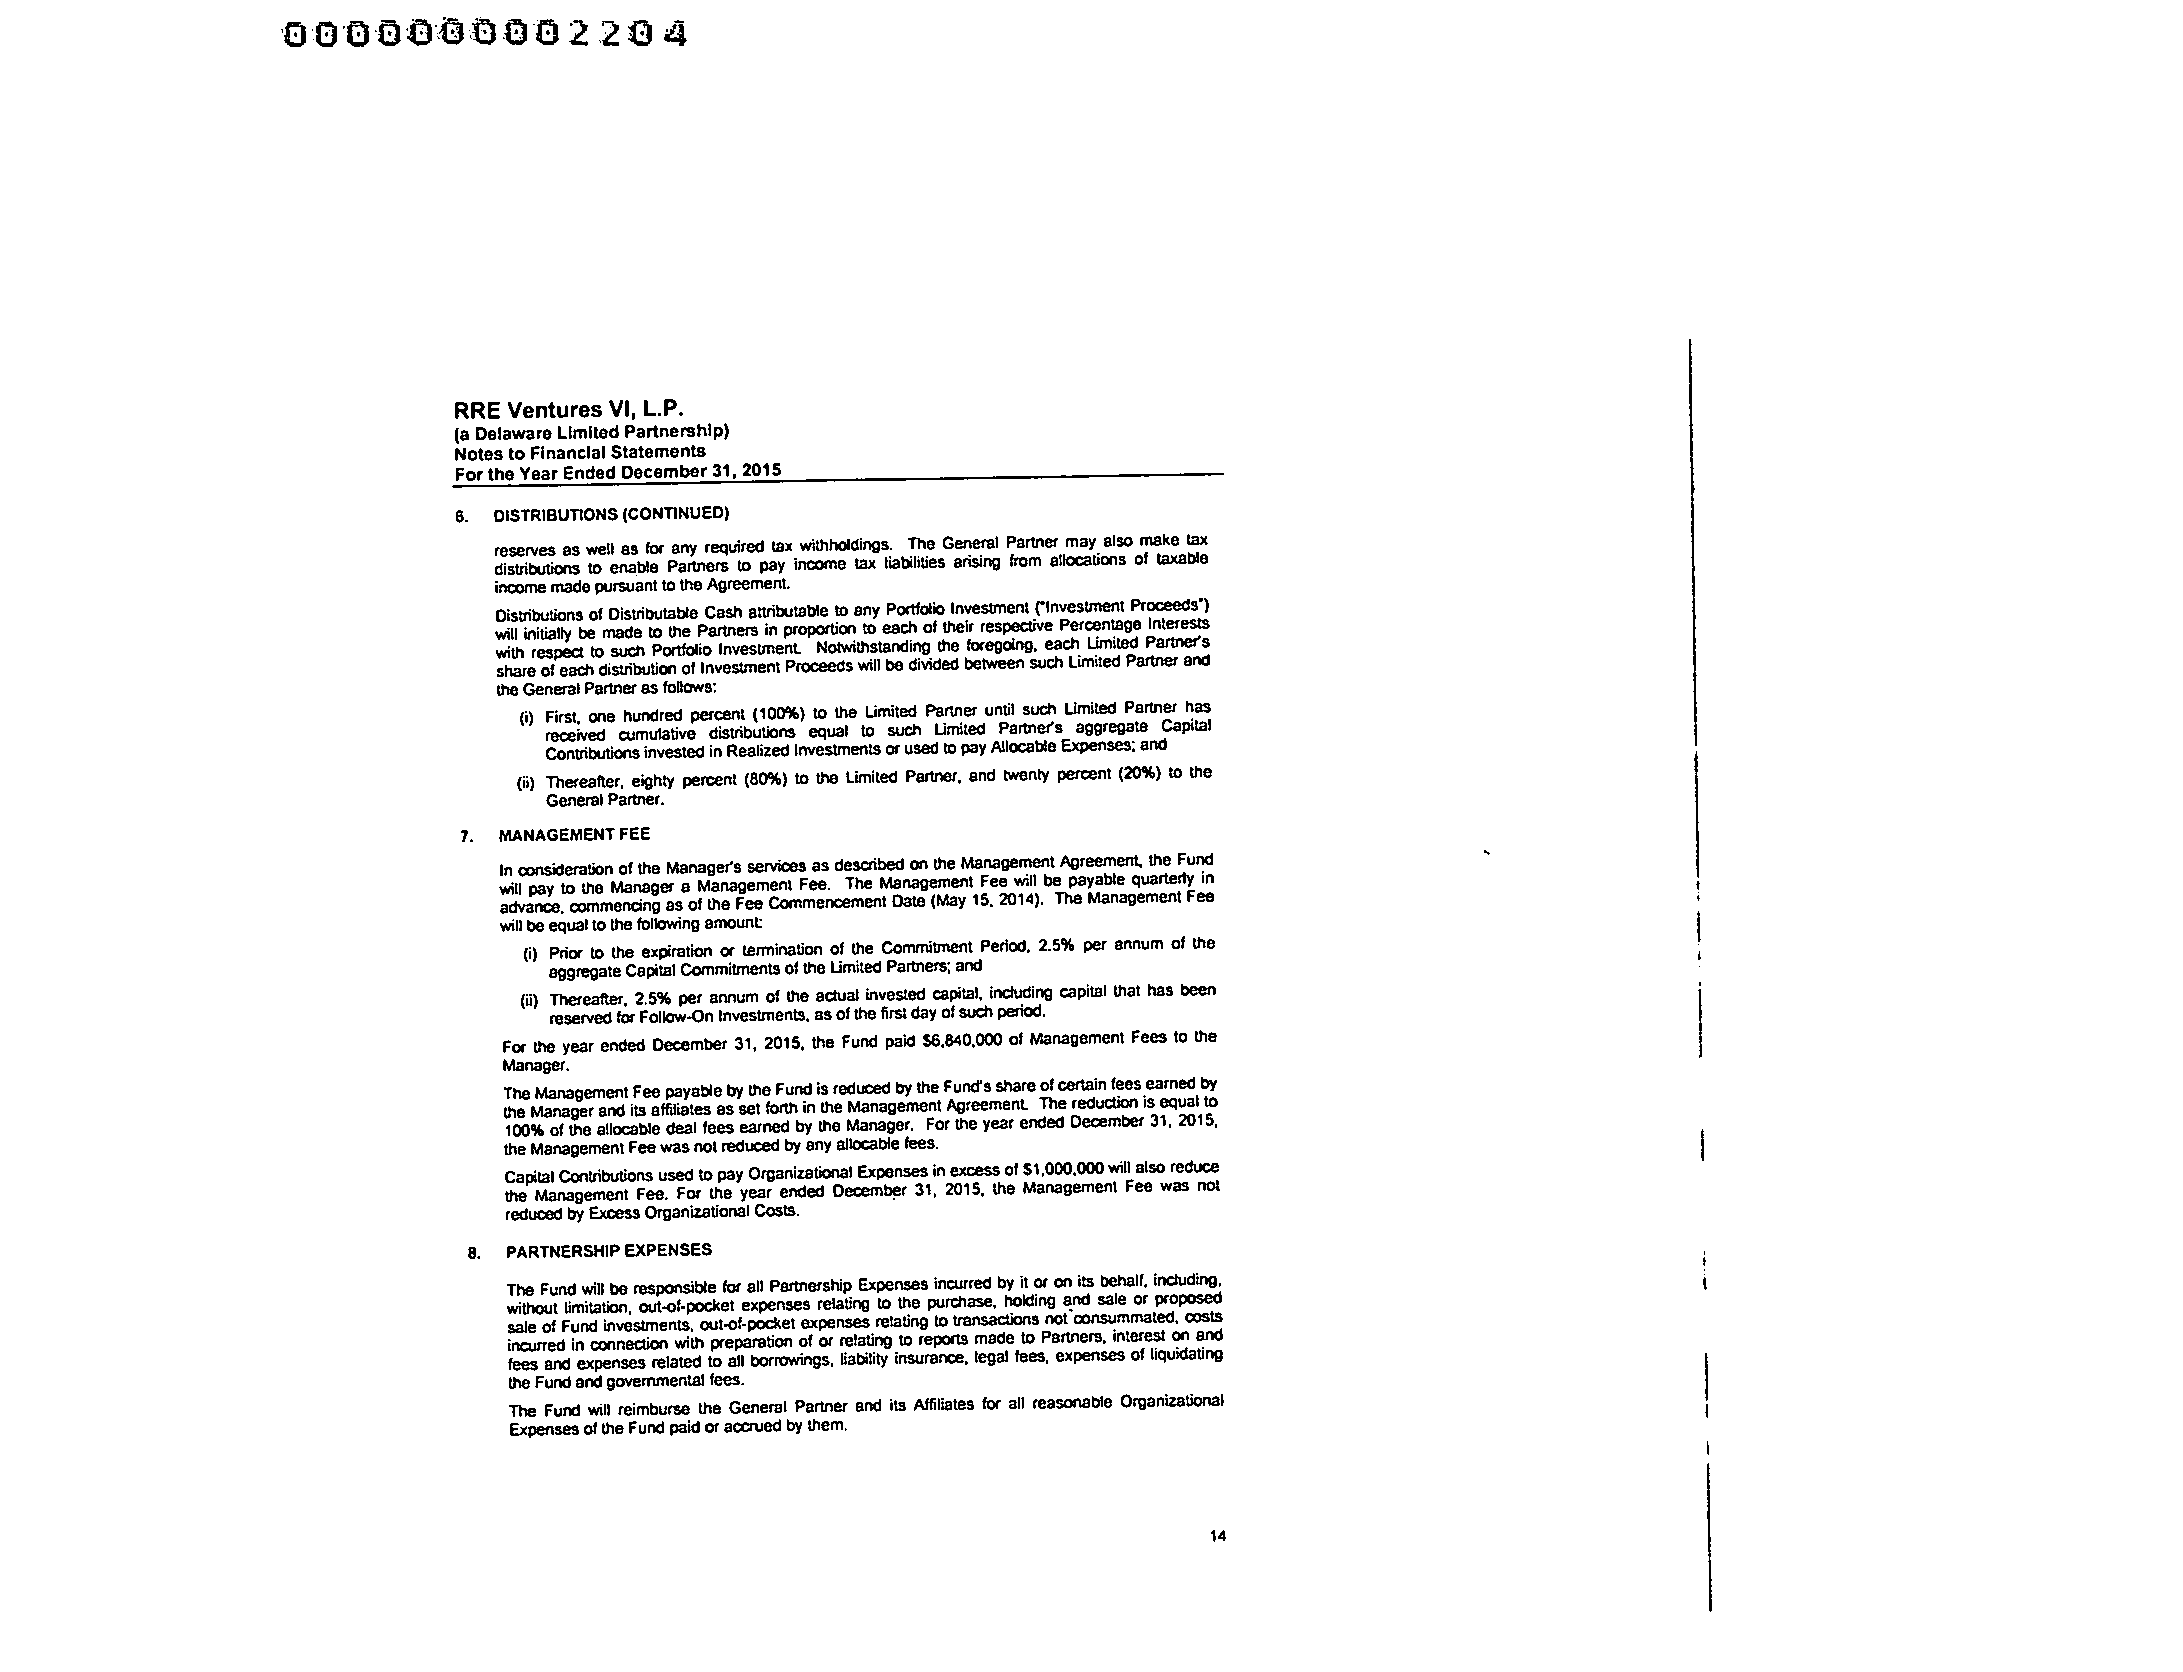 000000002204
RRE Ventures VI, L.P.
(a Delaware Limited Partnership)
Notes to Financial Statements
For the Year Ended December 31, 2015
6. DISTRIBUTIONS (CONTINUED)
reserves as well as for any required tax withholdings. The General Partner may also make tax
distributions to enable Partners to pay income tax liabilities arising from allocations of taxable
income made pursuant to the Agreement.
Distributions of Distributable Cash attributable to any Portfolio Investment ("Investment Proceeds")
will initially be made to the Partners in proportion to each of their respective Percentage Interests
with respect to such Portfolio Investment. Notwithstanding the foregoing, each Limited Partner's
share of each distribution of Investment Proceeds will be divided between such Limited Partner and
the General Partner as follows:
(i) First, one hundred percent (100%) to the Limited Partner until such Limited Partner has
received cumulative distributions equal to such Limited Partner's aggregate Capital
Contributions invested in Realized Investments or used to pay Allocable Expenses; and
(ii) Thereafter, eighty percent (80%) to the Limited Partner, and twenty percent (20%) to the
General Partner.
7. MANAGEMENT FEE
In consideration of the Manager's services as described on the Management Agreement, the Fund
will pay to the Manager a Management Fee. The Management Fee will be payable quarterly in
advance, commencing as of the Fee Commencement Date (May 15, 2014). The Management Fee
will be equal to the following amount:
(i) Prior to the expiration or termination of the Commitment Period, 2.5% per annum of the
aggregate Capital Commitments of the Limited Partners; and
(ii) Thereafter, 2.5% per annum of the actual invested capital, including capital that has been
reserved for Follow-On Investments, as of the first day of such period.
For the year ended December 31, 2015, the Fund paid $6,840,000 of Management Fees to the
Manager.
The Management Fee payable by the Fund is reduced by the Fund's share of certain fees earned by
the Manager and its affiliates as set forth in the Management Agreement. The reduction is equal to
100% of the allocable deal fees earned by the Manager. For the year ended December 31, 2015,
the Management Fee was not reduced by any allocable fees.
Capital Contributions used to pay Organizational Expenses in excess of $1,000,000 will also reduce
the Management Fee. For the year ended December 31, 2015, the Management Fee was not
reduced by Excess Organizational Costs.
8. PARTNERSHIP EXPENSES
The Fund will be responsible for all Partnership Expenses incurred by it or on its behalf, including,
without limitation, out-of-pocket expenses relating to the purchase, holding and sale or proposed
sale of Fund investments, out-of-pocket expenses relating to transactions not consummated, costs
incurred in connection with preparation of or relating to reports made to Partners, interest on and
fees and expenses related to all borrowings, liability insurance, legal fees, expenses of liquidating
the Fund and governmental fees.
The Fund will reimburse the General Partner and its Affiliates for all reasonable Organizational
Expenses of the Fund paid or accrued by them.
14